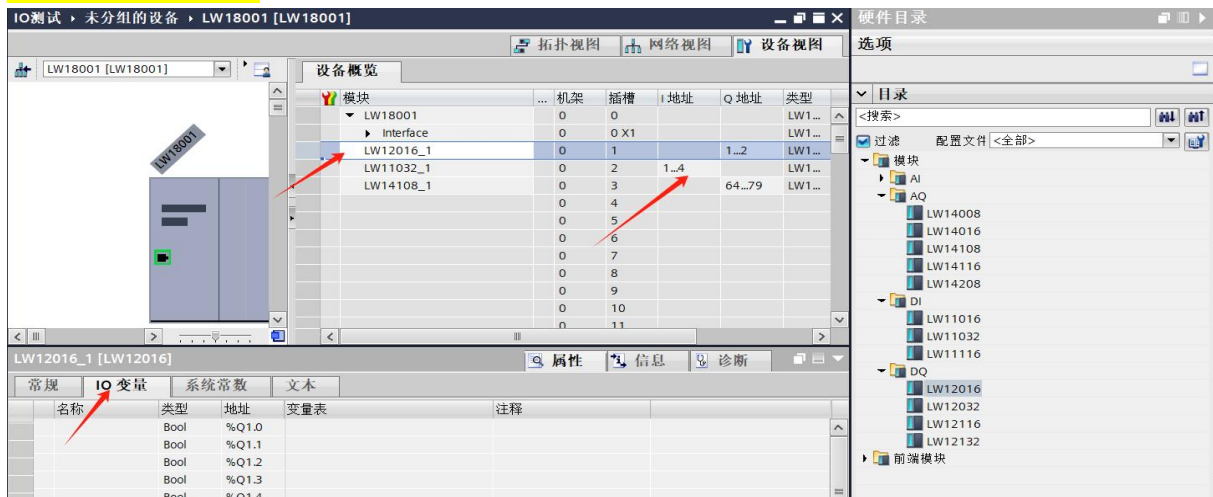 IO测试 › 未分组的设备 › LW18001 [LW18001]
拓扑视图 网络视图 设备视图
LW18001 [LW18001]
设备概览
模块 ... 机架 插槽 I 地址 Q 地址 类型
LW18001 0 0 LW1...
Interface 0 0 X1 LW1...
LW12016_1 0 1 1...2 LW1...
LW11032_1 0 2 1...4 LW1...
LW14108_1 0 3 64...79 LW1...
0 4
0 5
0 6
0 7
0 8
0 9
0 10
0 11
LW18001
LW12016_1 [LW12016]
属性 信息 诊断
常规 IO 变量 系统常数 文本
名称 类型 地址 变量表 注释
Bool %Q1.0
Bool %Q1.1
Bool %Q1.2
Bool %Q1.3
Bool %Q1.4
硬件目录
选项
目录
<搜索>
过滤 配置文件 <全部>
模块
AI
AQ
LW14008
LW14016
LW14108
LW14116
LW14208
DI
LW11016
LW11032
LW11116
DQ
LW12016
LW12032
LW12116
LW12132
前端模块